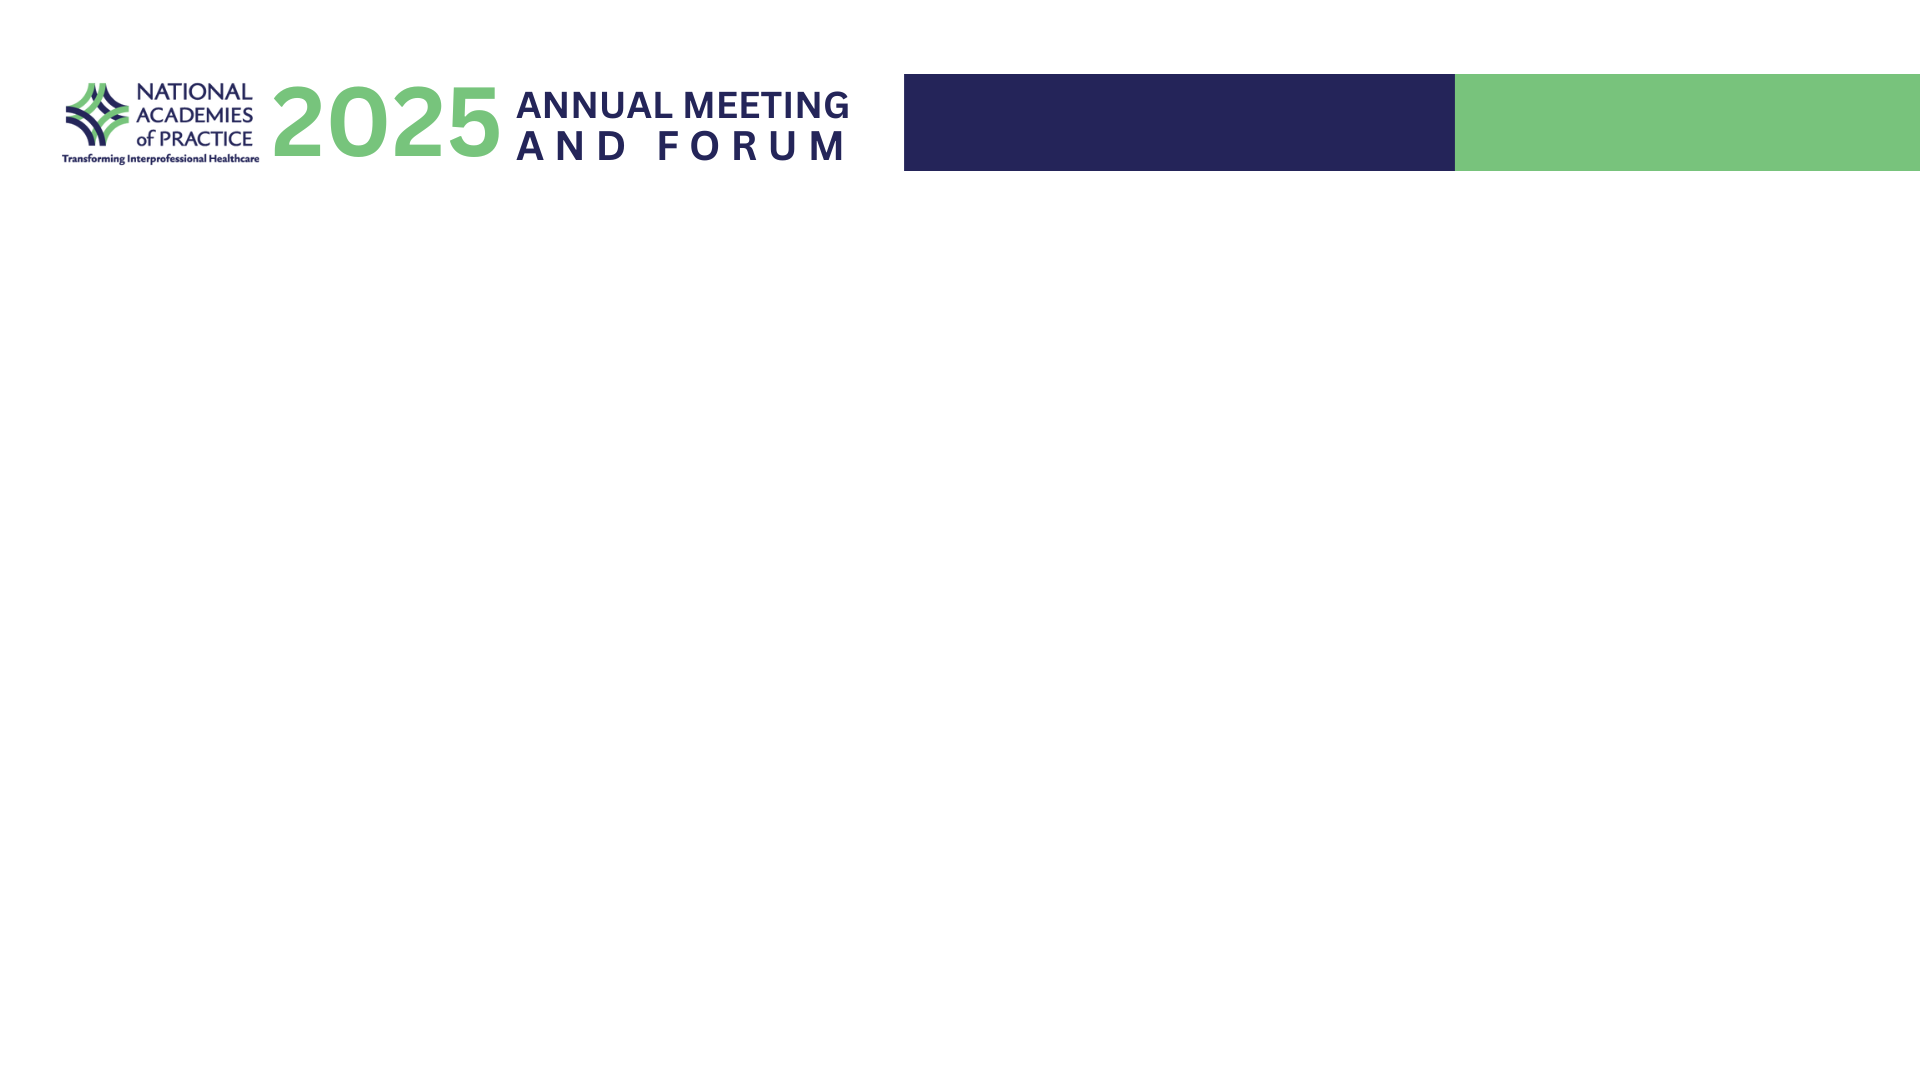 NATIONAL
ACADEMIES
of PRACTICE
Transforming Interprofessional Healthcare
2025
ANNUAL MEETING
AND FORUM